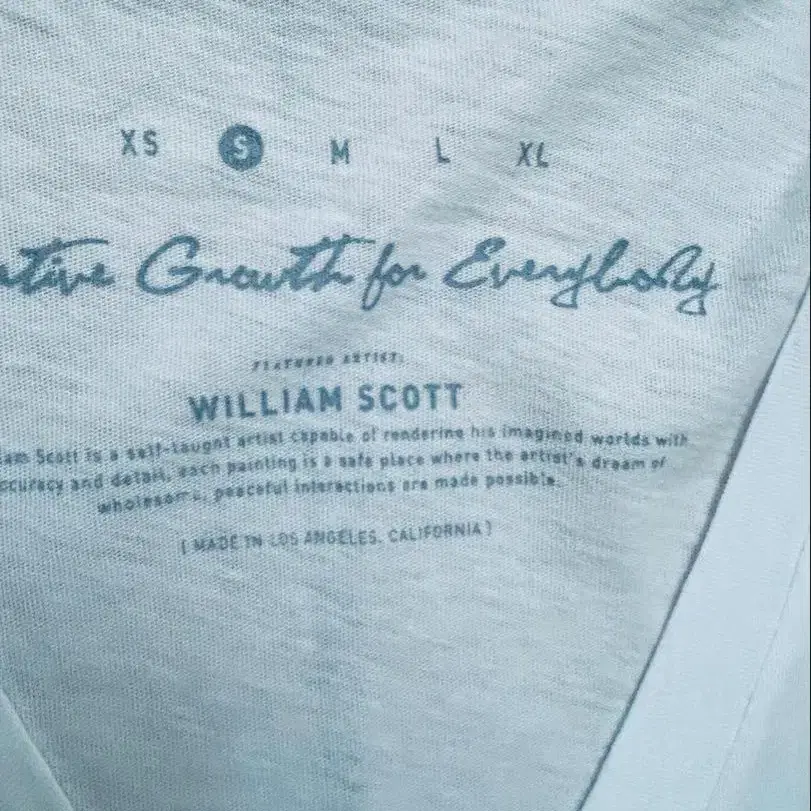 XS S M L XL
ative Growth for Everybody
FEATURED ARTIST:
WILLIAM SCOTT
iam Scott is a self-taught artist capable of rendering his imagined worlds with
ccuracy and detail, each painting is a safe place where the artist's dream of
wholesome, peaceful interactions are made possible.
[ MADE IN LOS ANGELES, CALIFORNIA ]